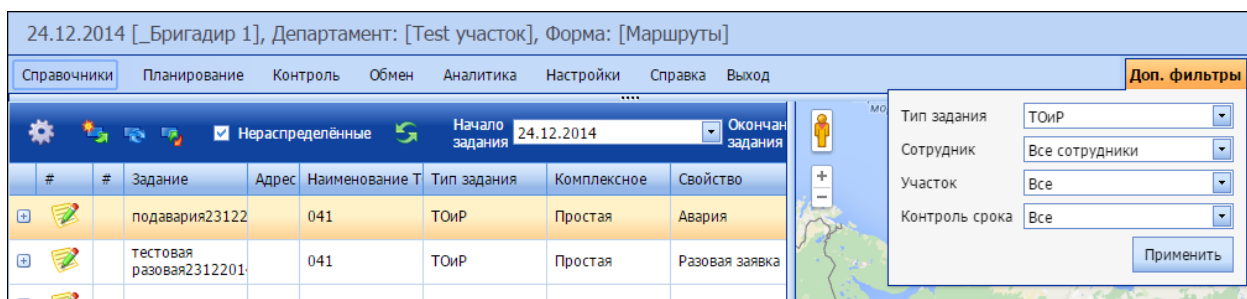 24.12.2014 [_Бригадир 1], Департамент: [Test участок], Форма: [Маршруты]
Справочники Планирование Контроль Обмен Аналитика Настройки Справка Выход Доп. фильтры
Нераспределённые Начало задания 24.12.2014 Окончан задания
# # Задание Адрес Наименование Т Тип задания Комплексное Свойство
подавария23122 041 ТОиР Простая Авария
тестовая разовая2312201 041 ТОиР Простая Разовая заявка
Тип задания ТОиР
Сотрудник Все сотрудники
Участок Все
Контроль срока Все
Применить